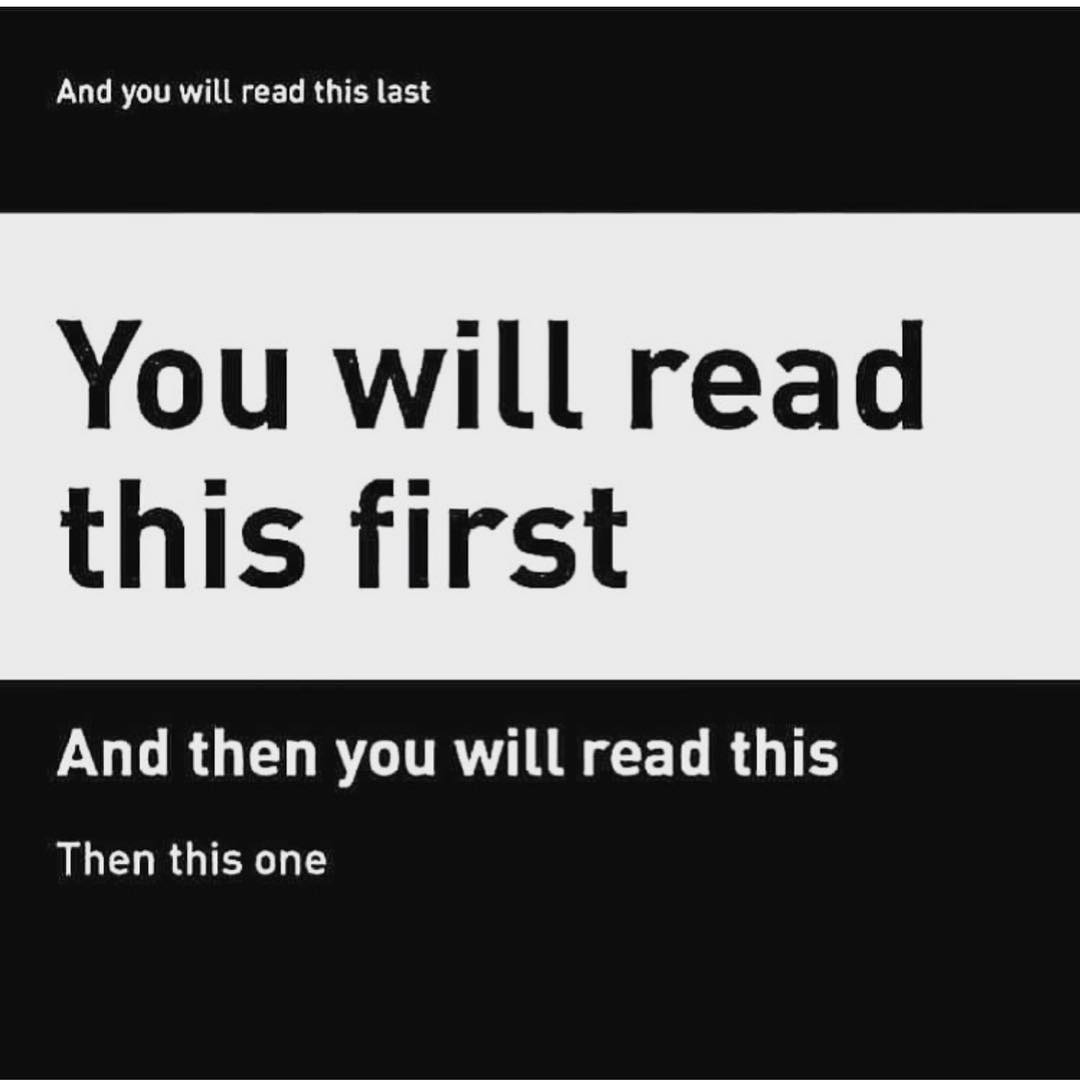 And you will read this last
You will read
this first
And then you will read this
Then this one